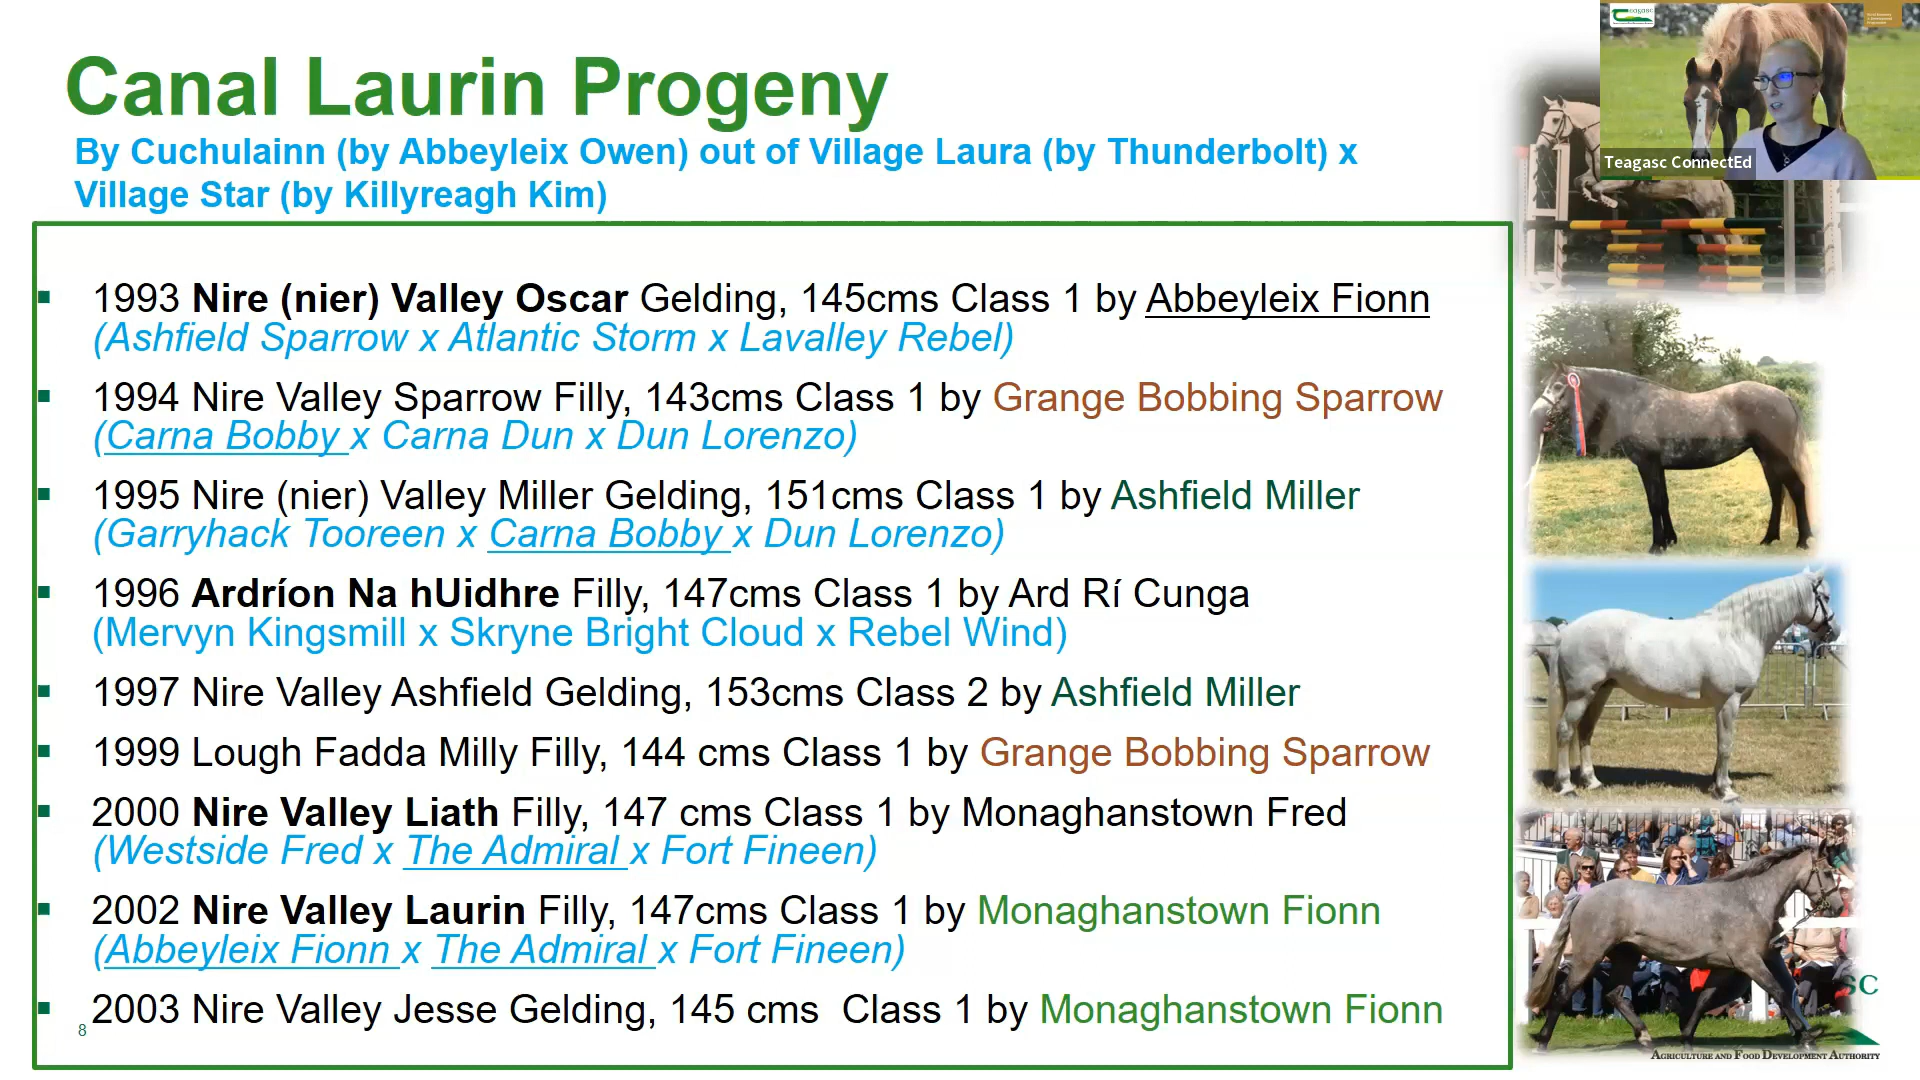 Canal Laurin Progeny
By Cuchulainn (by Abbeyleix Owen) out of Village Laura (by Thunderbolt) x
Village Star (by Killyreagh Kim)
1993 Nire (nier) Valley Oscar Gelding, 145cms Class 1 by Abbeyleix Fionn
(Ashfield Sparrow x Atlantic Storm x Lavalley Rebel)
1994 Nire Valley Sparrow Filly, 143cms Class 1 by Grange Bobbing Sparrow
(Carna Bobby x Carna Dun x Dun Lorenzo)
1995 Nire (nier) Valley Miller Gelding, 151cms Class 1 by Ashfield Miller
(Garryhack Tooreen x Carna Bobby x Dun Lorenzo)
1996 Ardríon Na hUidhre Filly, 147cms Class 1 by Ard Rí Cunga
(Mervyn Kingsmill x Skryne Bright Cloud x Rebel Wind)
1997 Nire Valley Ashfield Gelding, 153cms Class 2 by Ashfield Miller
1999 Lough Fadda Milly Filly, 144 cms Class 1 by Grange Bobbing Sparrow
2000 Nire Valley Liath Filly, 147 cms Class 1 by Monaghanstown Fred
(Westside Fred x The Admiral x Fort Fineen)
2002 Nire Valley Laurin Filly, 147cms Class 1 by Monaghanstown Fionn
(Abbeyleix Fionn x The Admiral x Fort Fineen)
2003 Nire Valley Jesse Gelding, 145 cms Class 1 by Monaghanstown Fionn
8
Teagasc ConnectEd
Teagasc
SC
AGRICULTURE AND FOOD DEVELOPMENT AUTHORITY